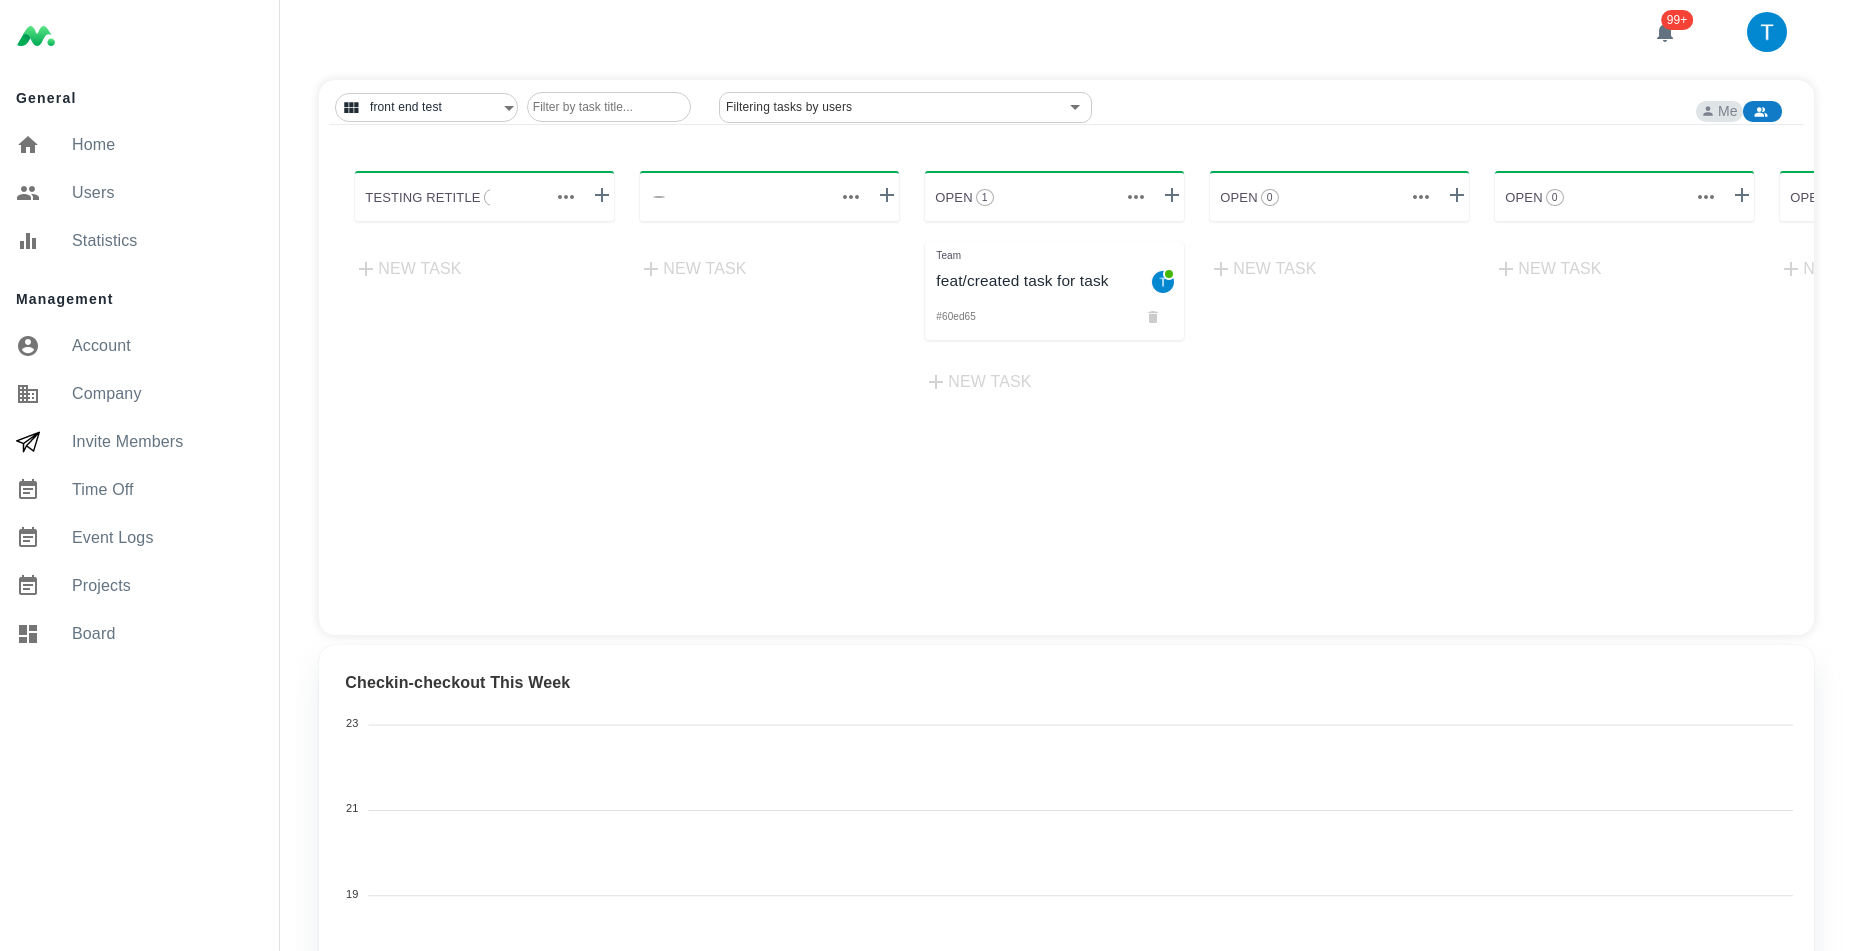 99+
T
General
Home
Users
Statistics
Management
Account
Company
Invite Members
Time Off
Event Logs
Projects
Board
front end test
Filter by task title...
Filtering tasks by users
Me
TESTING RETITLE
OPEN 1
OPEN 0
OPEN 0
NEW TASK
NEW TASK
Team
feat/created task for task
T
#60ed65
NEW TASK
NEW TASK
NEW TASK
Checkin-checkout This Week
23
21
19